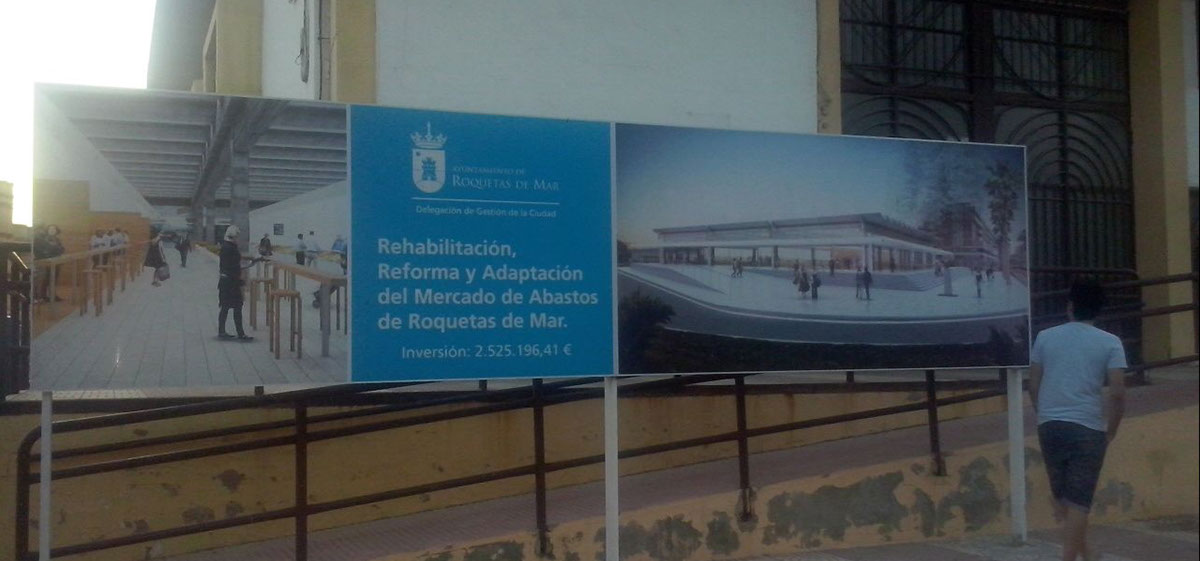 AYUNTAMIENTO DE
ROQUETAS DE MAR
Delegación de Gestión de la Ciudad
Rehabilitación,
Reforma y Adaptación
del Mercado de Abastos
de Roquetas de Mar.
Inversión: 2.525.196,41 €